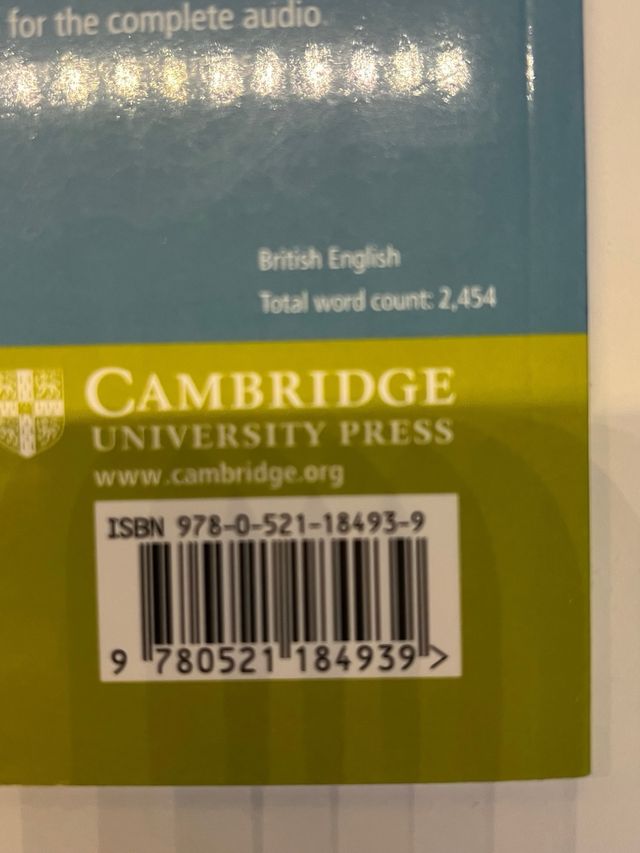 for the complete audio.
British English
Total word count: 2,454
CAMBRIDGE
UNIVERSITY PRESS
www.cambridge.org
ISBN 978-0-521-18493-9
9 780521 184939 >